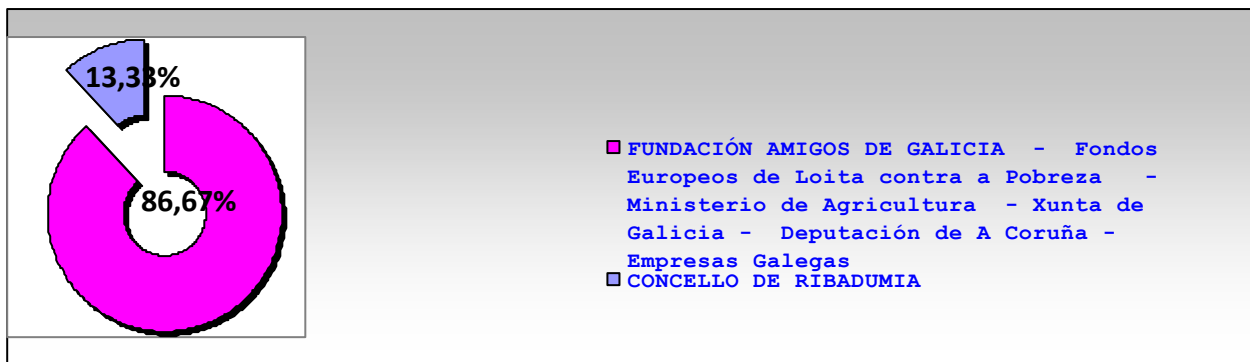 13,33%
86,67%
FUNDACIÓN AMIGOS DE GALICIA - Fondos
Europeos de Loita contra a Pobreza -
Ministerio de Agricultura - Xunta de
Galicia - Deputación de A Coruña -
Empresas Galegas
CONCELLO DE RIBADUMIA